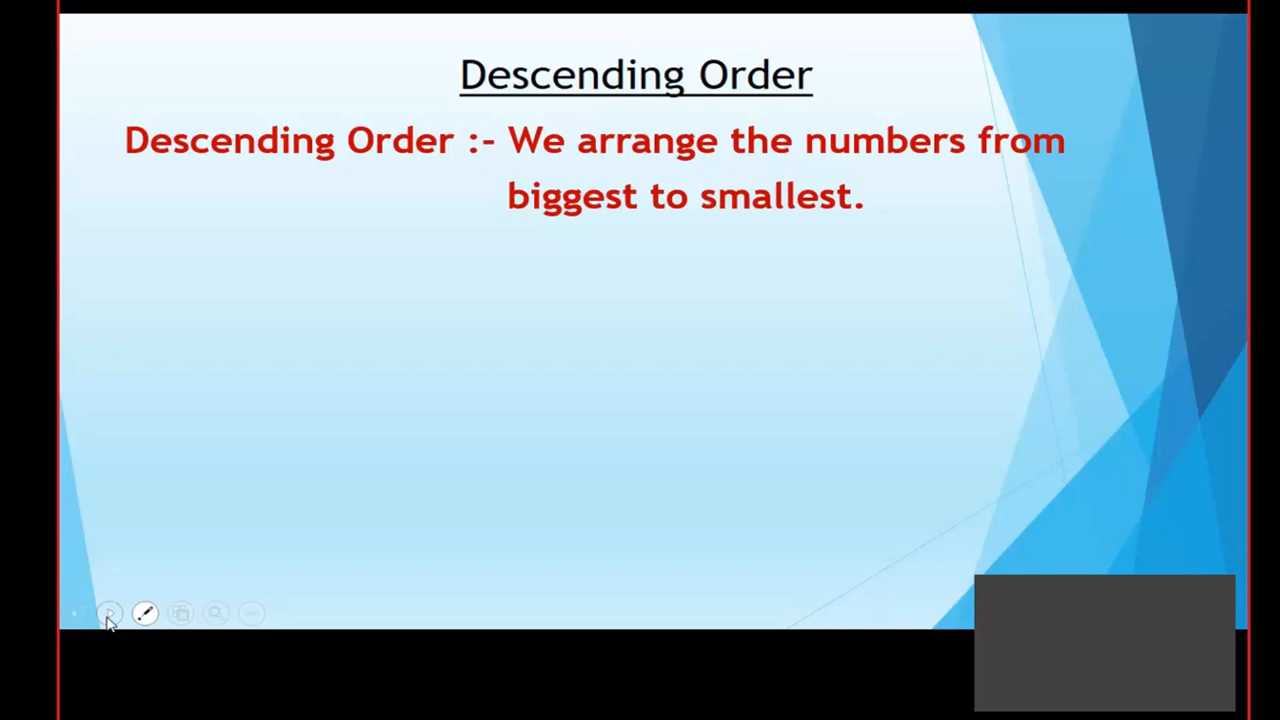 Descending Order
Descending Order :- We arrange the numbers from
biggest to smallest.